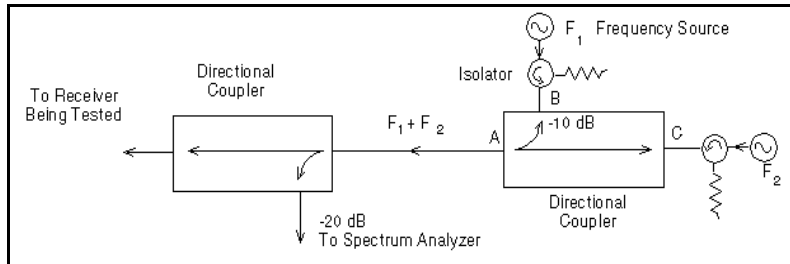 F1 Frequency Source
Isolator
B
Directional
Coupler
To Receiver
Being Tested
F1 + F2
A
-10 dB
C
F2
Directional
Coupler
-20 dB
To Spectrum Analyzer